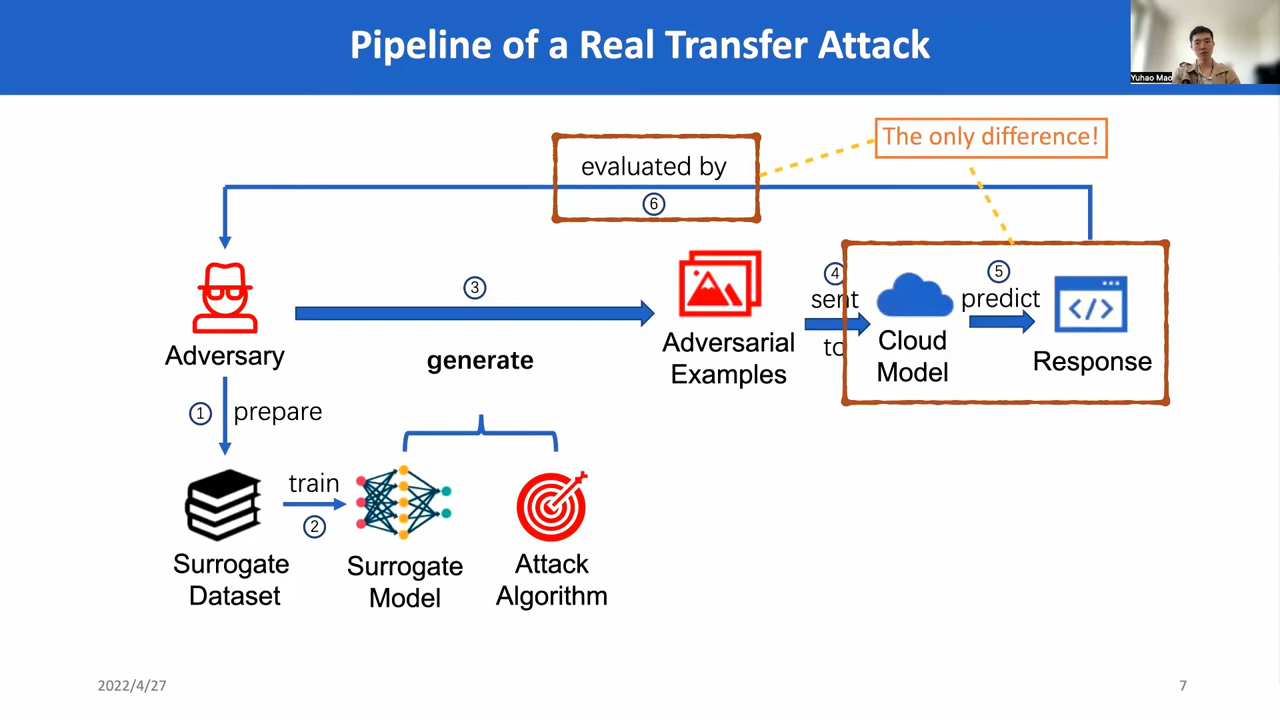 Pipeline of a Real Transfer Attack
Yuhao Mao
The only difference!
evaluated by
6
3
4
5
sent
to
predict
</>
Adversary
generate
Adversarial
Examples
Cloud
Model
Response
1
prepare
train
2
Surrogate
Dataset
Surrogate
Model
Attack
Algorithm
2022/4/27
7